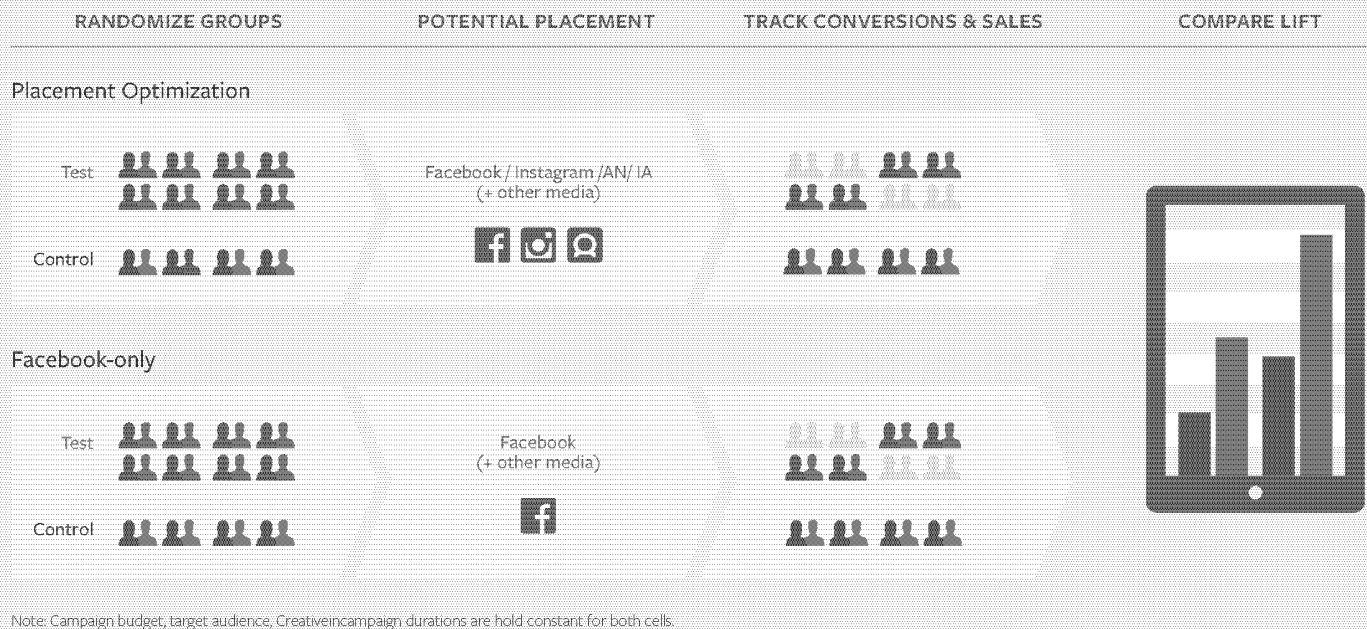 RANDOMIZE GROUPS
POTENTIAL PLACEMENT
TRACK CONVERSIONS & SALES
COMPARE LIFT
Placement Optimization
Test
Facebook / Instagram /AN/ IA
(+ other media)
Control
Facebook-only
Test
Facebook
(+ other media)
Control
Note: Campaign budget, target audience, Creativeincampaign durations are hold constant for both cells.